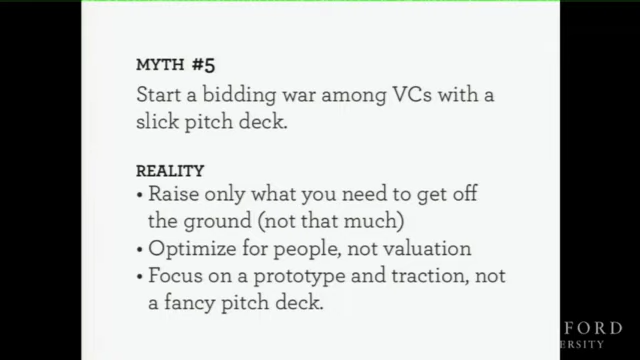 MYTH #5
Start a bidding war among VCs with a
slick pitch deck.
REALITY
• Raise only what you need to get off
the ground (not that much)
• Optimize for people, not valuation
• Focus on a prototype and traction, not
a fancy pitch deck.
FORD
ERSITY